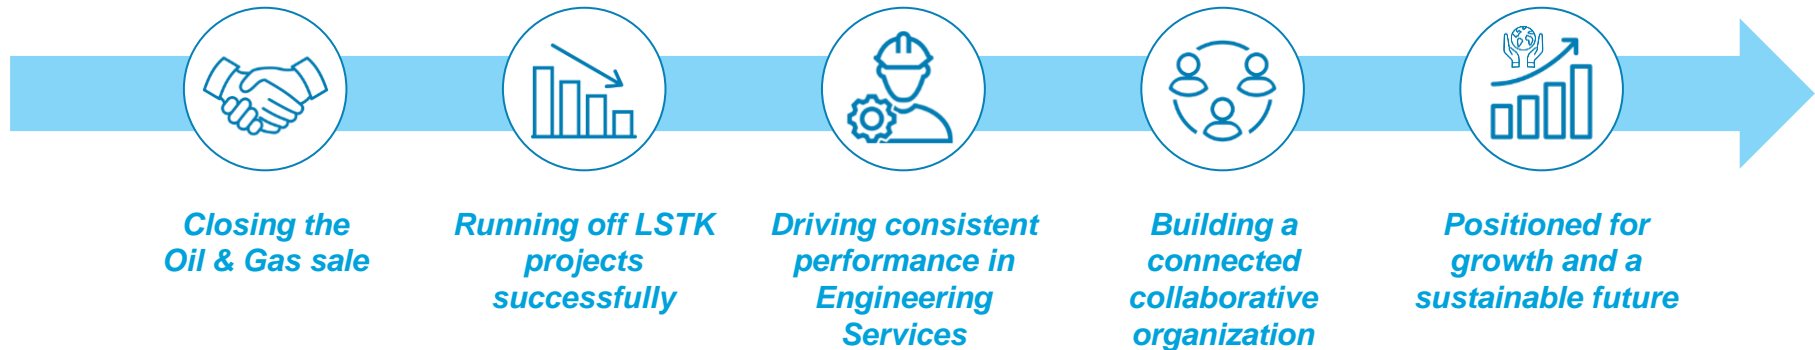 Closing the
Oil & Gas sale
Running off LSTK
projects
successfully
Driving consistent
performance in
Engineering
Services
Building a
connected
collaborative
organization
Positioned for
growth and a
sustainable future